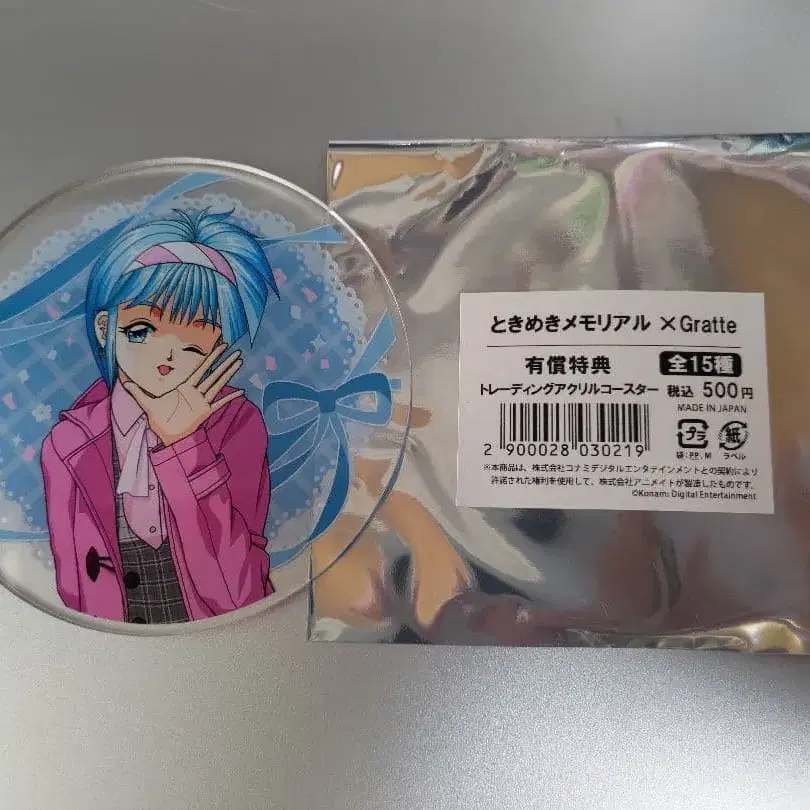 ときめきメモリアル ×Gratte
有償特典 全15種
トレーディングアクリルコースター 税込 500円
MADE IN JAPAN
2 900028 030219
プラ 紙
袋:PP,M ラベル
※本商品は、株式会社コナミデジタルエンタテインメントとの契約により
許諾された権利を使用して、株式会社アニメイトが製造したものです。
©Konami Digital Entertainment